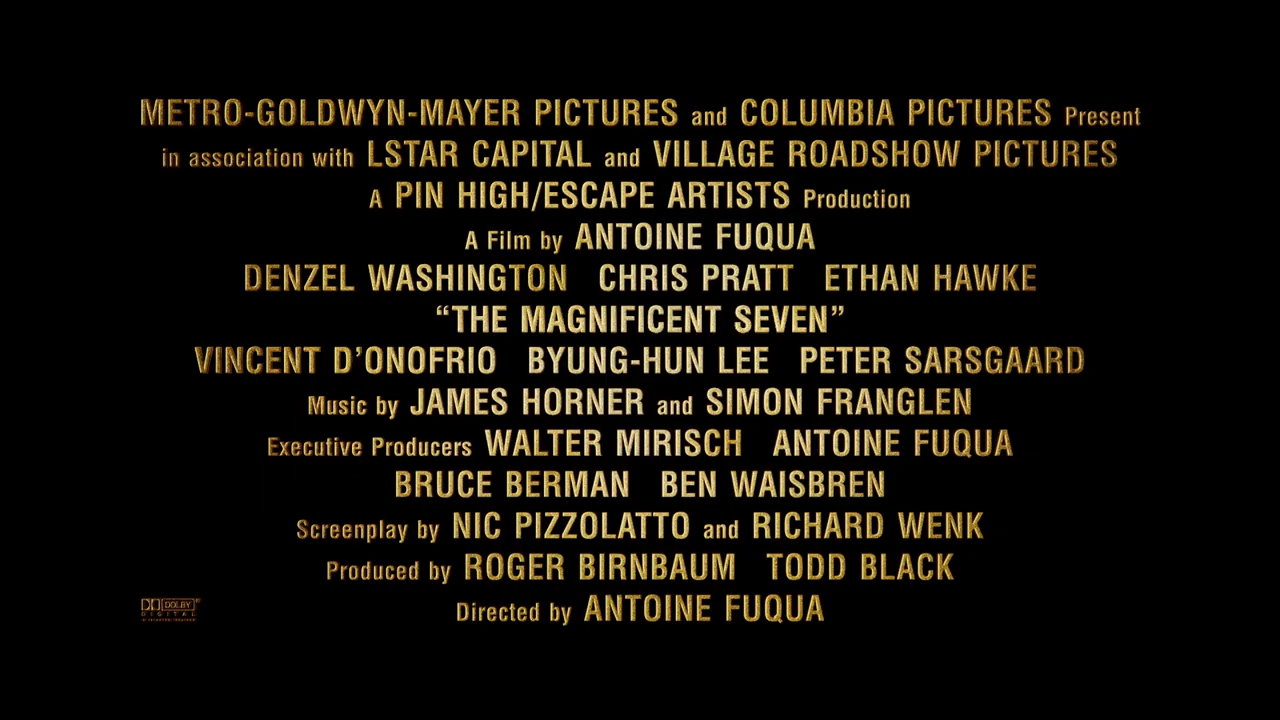 METRO-GOLDWYN-MAYER PICTURES and COLUMBIA PICTURES Present
in association with LSTAR CAPITAL and VILLAGE ROADSHOW PICTURES
A PIN HIGH/ESCAPE ARTISTS Production
A Film by ANTOINE FUQUA
DENZEL WASHINGTON CHRIS PRATT ETHAN HAWKE
“THE MAGNIFICENT SEVEN”
VINCENT D’ONOFRIO BYUNG-HUN LEE PETER SARSGAARD
Music by JAMES HORNER and SIMON FRANGLEN
Executive Producers WALTER MIRISCH ANTOINE FUQUA
BRUCE BERMAN BEN WAISBREN
Screenplay by NIC PIZZOLATTO and RICHARD WENK
Produced by ROGER BIRNBAUM TODD BLACK
Directed by ANTOINE FUQUA
DOLBY
DIGITAL